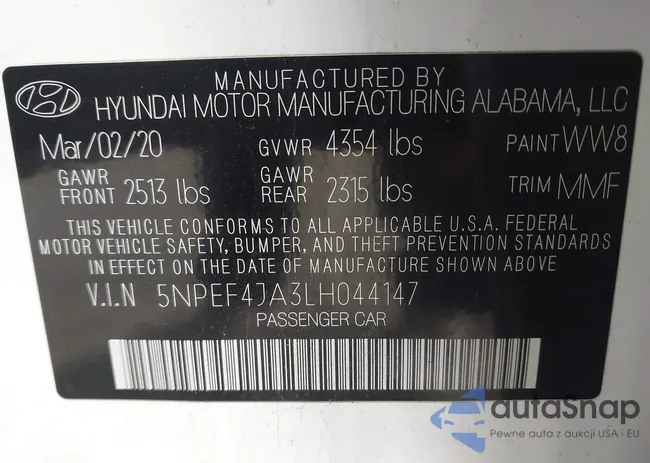 MANUFACTURED BY
HYUNDAI MOTOR MANUFACTURING ALABAMA, LLC
Mar/02/20 GVWR 4354 lbs PAINT WW8
GAWR FRONT 2513 lbs GAWR REAR 2315 lbs TRIM MMF
THIS VEHICLE CONFORMS TO ALL APPLICABLE U.S.A. FEDERAL
MOTOR VEHICLE SAFETY, BUMPER, AND THEFT PREVENTION STANDARDS
IN EFFECT ON THE DATE OF MANUFACTURE SHOWN ABOVE
V.I.N 5NPEF4JA3LH044147
PASSENGER CAR
autoSnap
Pewne auta z aukcji USA i EU